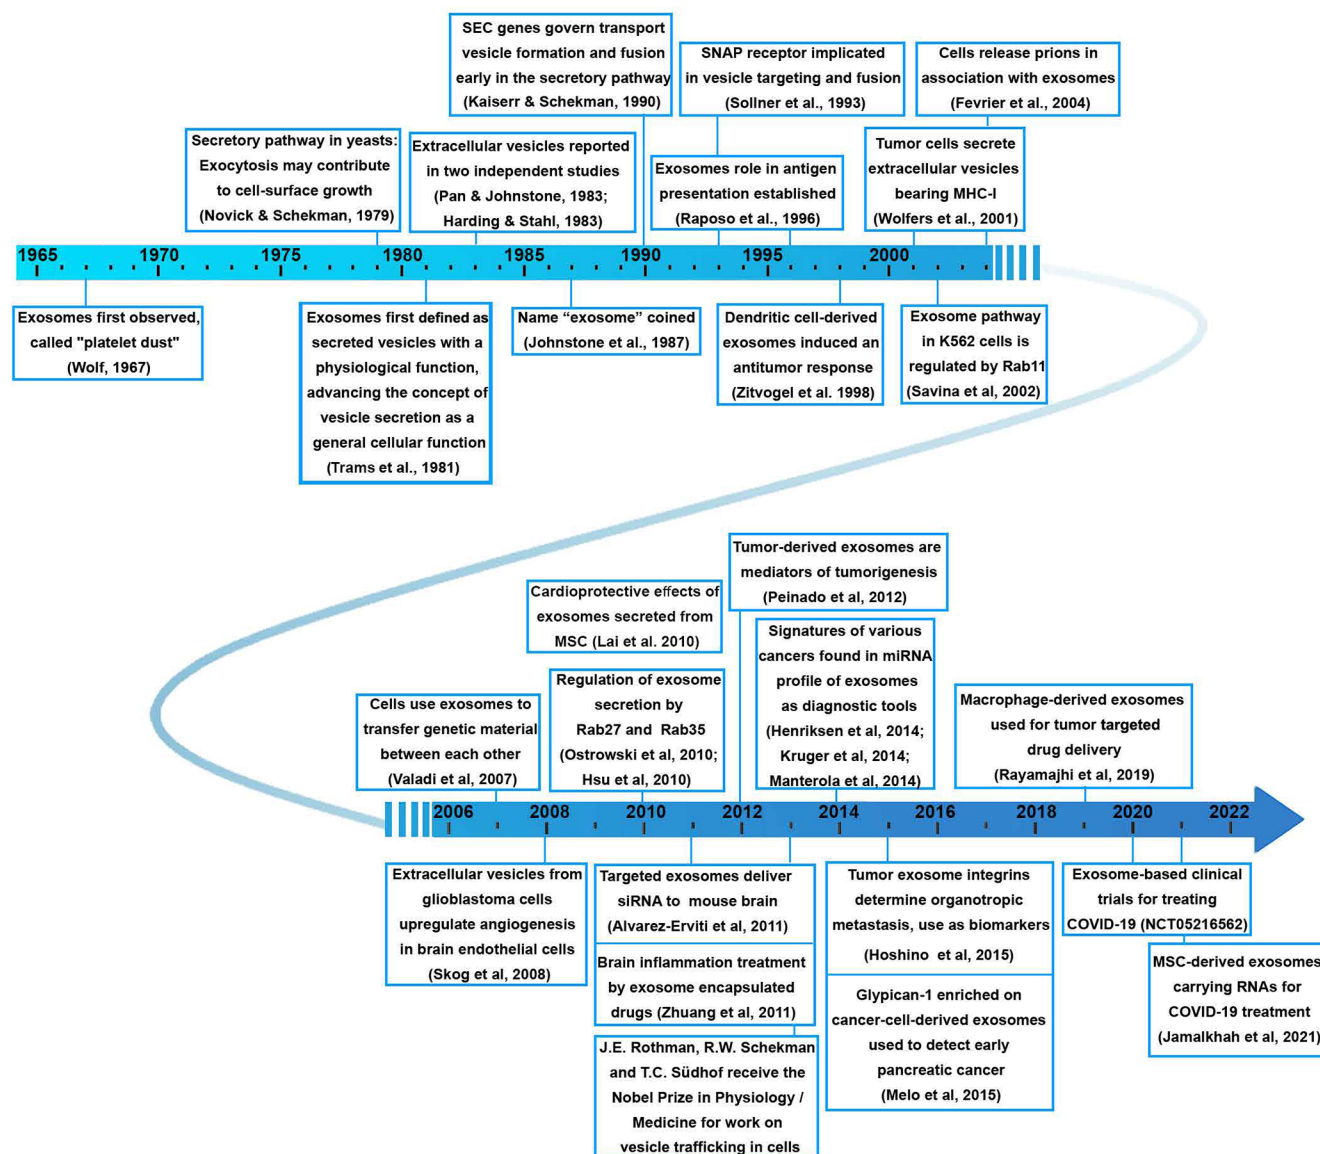 SEC genes govern transport
vesicle formation and fusion
early in the secretory pathway
(Kaiserr & Schekman, 1990)
SNAP receptor implicated
in vesicle targeting and fusion
(Sollner et al., 1993)
Cells release prions in
association with exosomes
(Fevrier et al., 2004)
Secretory pathway in yeasts:
Exocytosis may contribute
to cell-surface growth
(Novick & Schekman, 1979)
Extracellular vesicles reported
in two independent studies
(Pan & Johnstone, 1983;
Harding & Stahl, 1983)
Exosomes role in antigen
presentation established
(Raposo et al., 1996)
Tumor cells secrete
extracellular vesicles
bearing MHC-I
(Wolfers et al., 2001)
1965 1970 1975 1980 1985 1990 1995 2000
Exosomes first observed,
called "platelet dust"
(Wolf, 1967)
Exosomes first defined as
secreted vesicles with a
physiological function,
advancing the concept of
vesicle secretion as a
general cellular function
(Trams et al., 1981)
Name “exosome” coined
(Johnstone et al., 1987)
Dendritic cell-derived
exosomes induced an
antitumor response
(Zitvogel et al. 1998)
Exosome pathway
in K562 cells is
regulated by Rab11
(Savina et al, 2002)
Tumor-derived exosomes are
mediators of tumorigenesis
(Peinado et al, 2012)
Cardioprotective effects of
exosomes secreted from
MSC (Lai et al. 2010)
Signatures of various
cancers found in miRNA
profile of exosomes
as diagnostic tools
(Henriksen et al, 2014;
Kruger et al, 2014;
Manterola et al, 2014)
Regulation of exosome
secretion by
Rab27 and Rab35
(Ostrowski et al, 2010;
Hsu et al, 2010)
Cells use exosomes to
transfer genetic material
between each other
(Valadi et al, 2007)
Macrophage-derived exosomes
used for tumor targeted
drug delivery
(Rayamajhi et al, 2019)
2006 2008 2010 2012 2014 2016 2018 2020 2022
Extracellular vesicles from
glioblastoma cells
upregulate angiogenesis
in brain endothelial cells
(Skog et al, 2008)
Targeted exosomes deliver
siRNA to mouse brain
(Alvarez-Erviti et al, 2011)
Brain inflammation treatment
by exosome encapsulated
drugs (Zhuang et al, 2011)
J.E. Rothman, R.W. Schekman
and T.C. Südhof receive the
Nobel Prize in Physiology /
Medicine for work on
vesicle trafficking in cells
Tumor exosome integrins
determine organotropic
metastasis, use as biomarkers
(Hoshino et al, 2015)
Glypican-1 enriched on
cancer-cell-derived exosomes
used to detect early
pancreatic cancer
(Melo et al, 2015)
Exosome-based clinical
trials for treating
COVID-19 (NCT05216562)
MSC-derived exosomes
carrying RNAs for
COVID-19 treatment
(Jamalkhah et al, 2021)